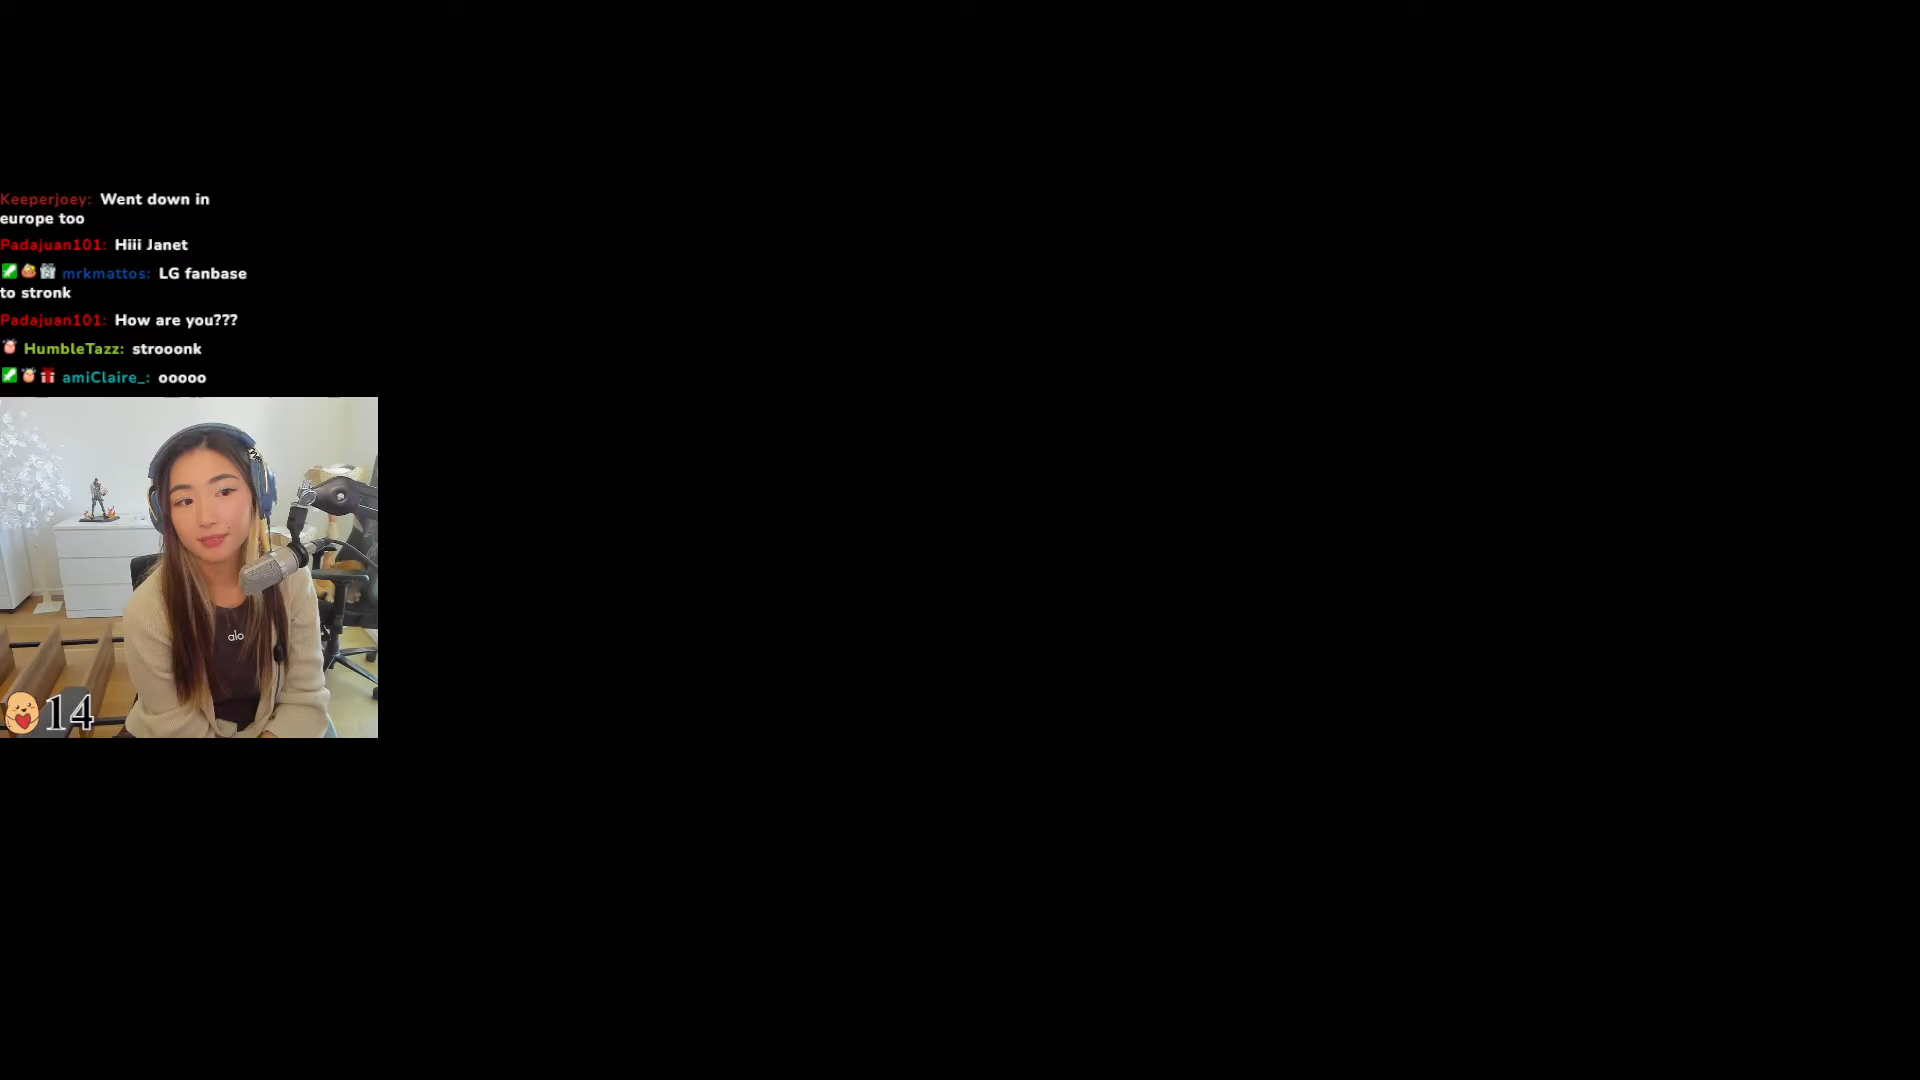 Keeperjoey: Went down in
europe too
Padajuan101: Hiii Janet
mrkmattos: LG fanbase
to stronk
Padajuan101: How are you???
HumbleTazz: strooonk
amiClaire_: ooooo
alo
14